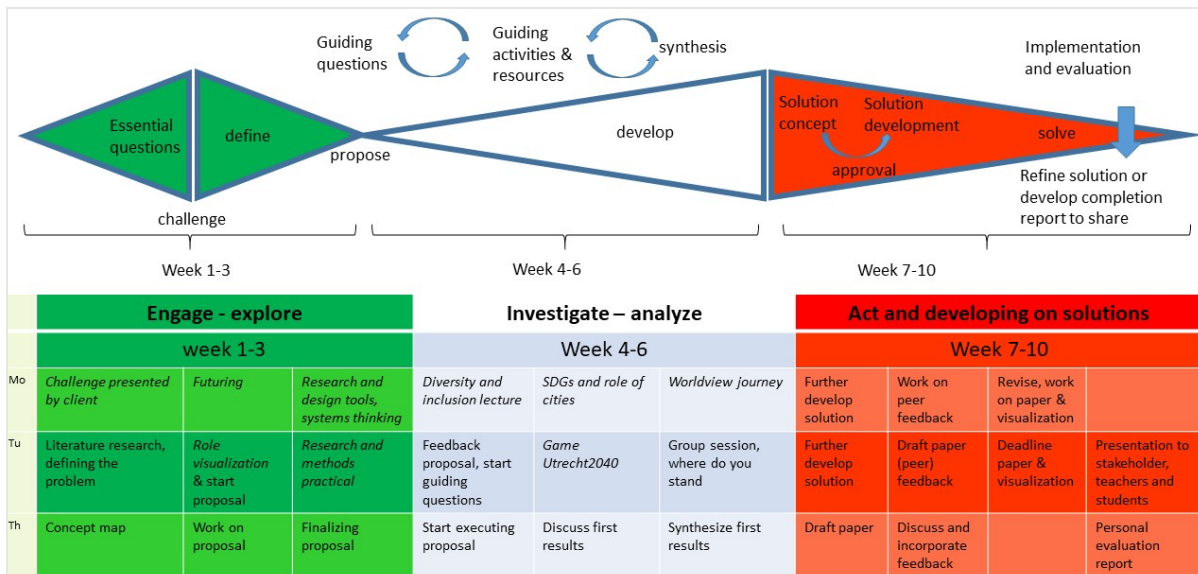 Guiding
questions
Guiding
activities &
resources
synthesis
Implementation
and evaluation
Essential
questions
define
propose
develop
Solution
concept
Solution
development
approval
solve
Refine solution or
develop completion
report to share
challenge
Week 1-3
Week 4-6
Week 7-10
Engage - explore
Investigate – analyze
Act and developing on solutions
week 1-3
Week 4-6
Week 7-10
Mo
Challenge presented
by client
Futuring
Research and
design tools,
systems thinking
Diversity and
inclusion lecture
SDGs and role of
cities
Worldview journey
Further
develop
solution
Work on
peer
feedback
Revise, work
on paper &
visualization
Tu
Literature research,
defining the
problem
Role
visualization
& start
proposal
Research and
methods
practical
Feedback
proposal, start
guiding
questions
Game
Utrecht2040
Group session,
where do you
stand
Further
develop
solution
Draft paper
(peer)
feedback
Deadline
paper &
visualization
Presentation to
stakeholder,
teachers and
students
Th
Concept map
Work on
proposal
Finalizing
proposal
Start executing
proposal
Discuss first
results
Synthesize first
results
Draft paper
Discuss and
incorporate
feedback
Personal
evaluation
report